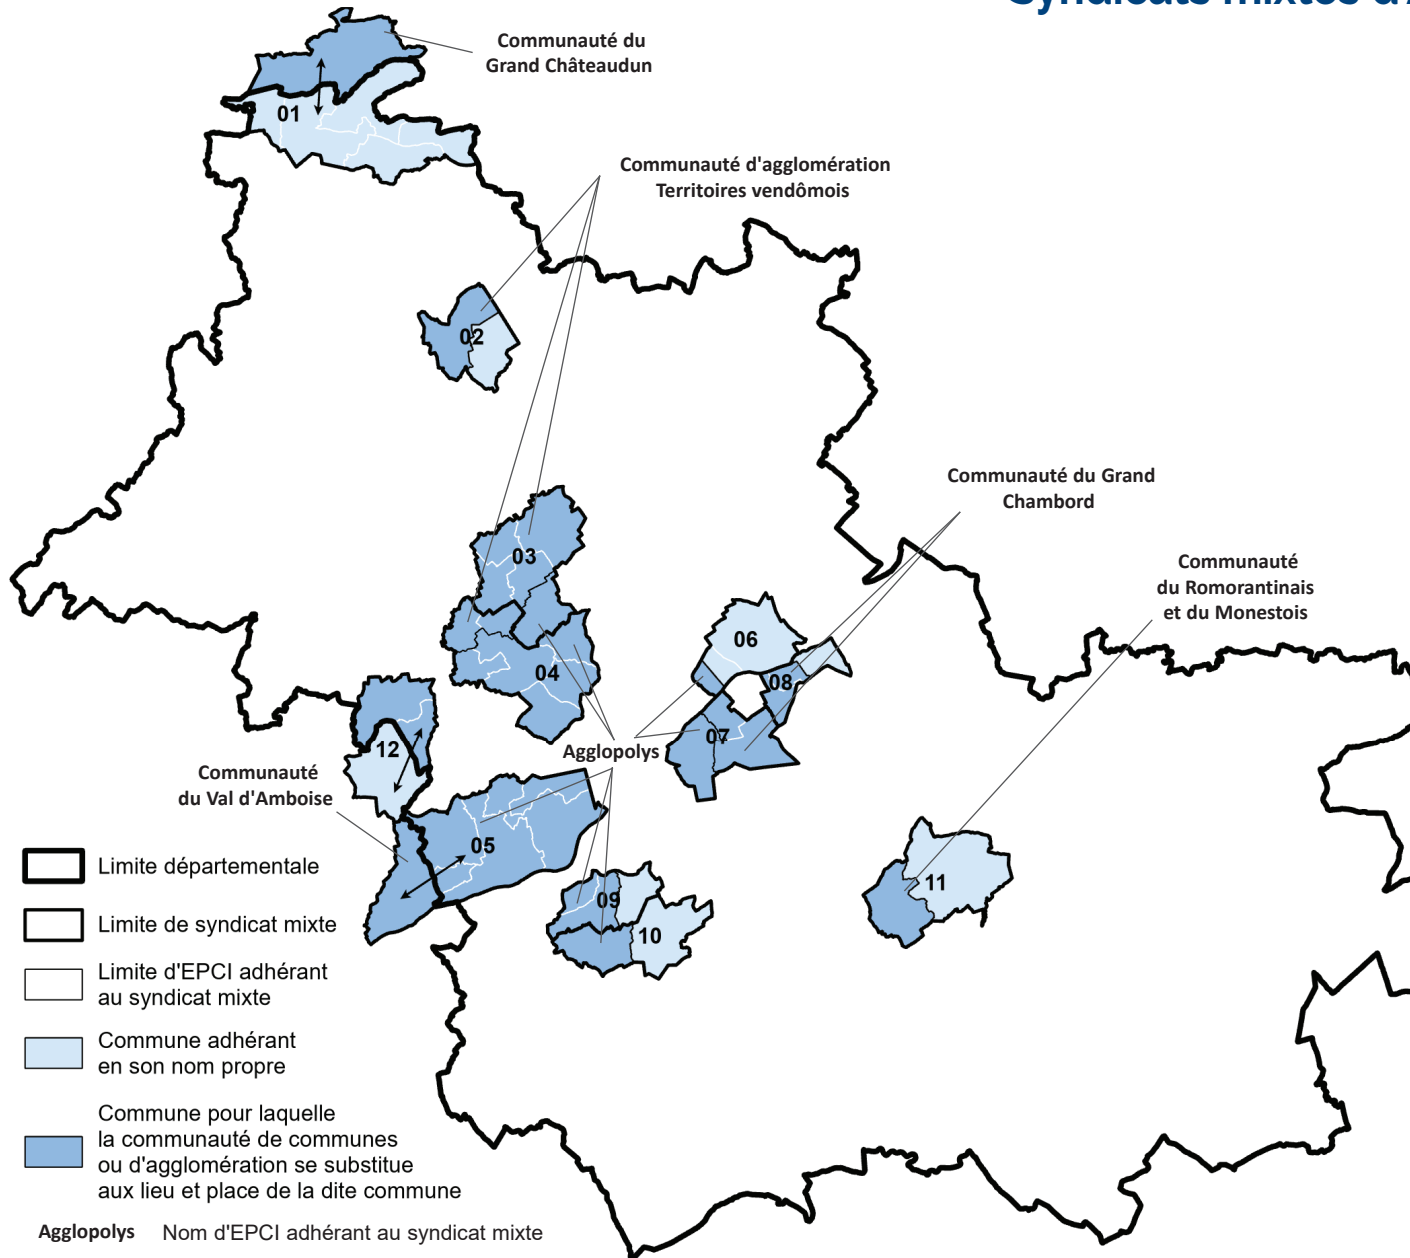 Syndicats mixtes d'
Communauté du
Grand Châteaudun
01
Communauté d'agglomération
Territoires vendômois
02
Communauté du Grand
Chambord
03
Communauté
du Romorantinais
et du Monestois
06
04
08
07
12
Agglopolys
Communauté
du Val d'Amboise
05
11
09
10
Limite départementale
Limite de syndicat mixte
Limite d'EPCI adhérant
au syndicat mixte
Commune adhérant
en son nom propre
Commune pour laquelle
la communauté de communes
ou d'agglomération se substitue
aux lieu et place de la dite commune
Agglopolys Nom d'EPCI adhérant au syndicat mixte